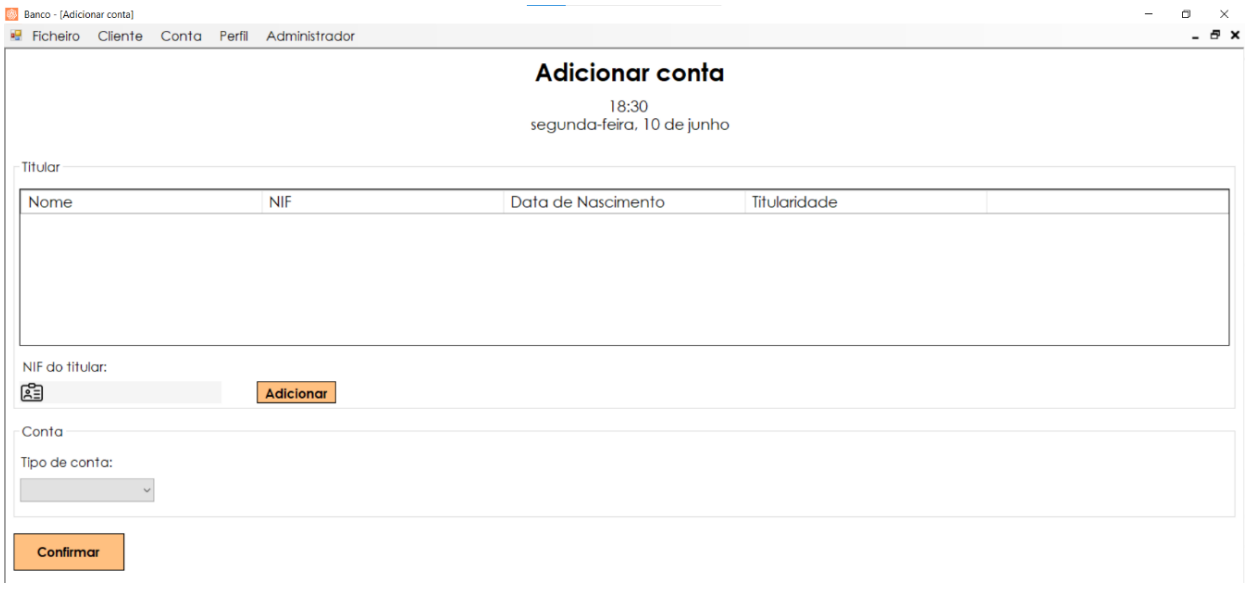 Banco - [Adicionar conta]
Ficheiro Cliente Conta Perfil Administrador
Adicionar conta
18:30
segunda-feira, 10 de junho
Titular
Nome NIF Data de Nascimento Titularidade
NIF do titular:
Adicionar
Conta
Tipo de conta:
Confirmar